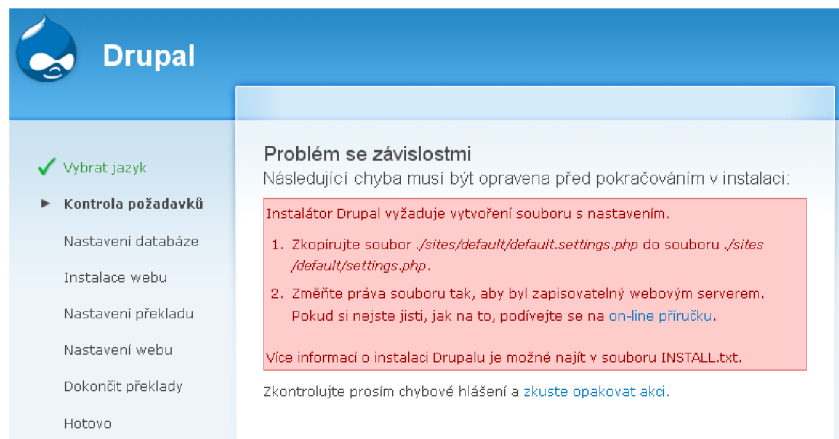 Drupal
Vybrat jazyk
Kontrola požadavků
Nastavení databáze
Instalace webu
Nastavení překladu
Nastavení webu
Dokončit překlady
Hotovo
Problém se závislostmi
Následující chyba musí být opravena před pokračováním v instalaci:
Instalátor Drupal vyžaduje vytvoření souboru s nastavením.
1. Zkopírujte soubor ./sites/default/default.settings.php do souboru ./sites
/default/settings.php.
2. Změňte práva souboru tak, aby byl zapisovatelný webovým serverem.
Pokud si nejste jisti, jak na to, podívejte se na on-line příručku.
Více informací o instalaci Drupalu je možné najít v souboru INSTALL.txt.
Zkontrolujte prosím chybové hlášení a zkuste opakovat akci.